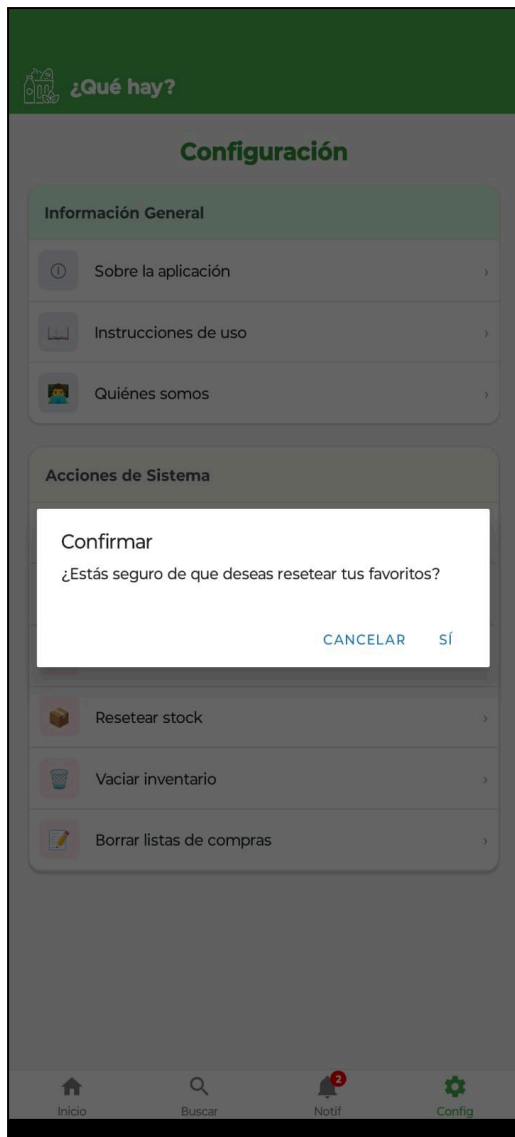 ¿Qué hay?
Configuración
Información General
Sobre la aplicación
Instrucciones de uso
Quiénes somos
Acciones de Sistema
Confirmar
¿Estás seguro de que deseas resetear tus favoritos?
CANCELAR SÍ
Resetear stock
Vaciar inventario
Borrar listas de compras
2
Inicio Buscar Notif Config